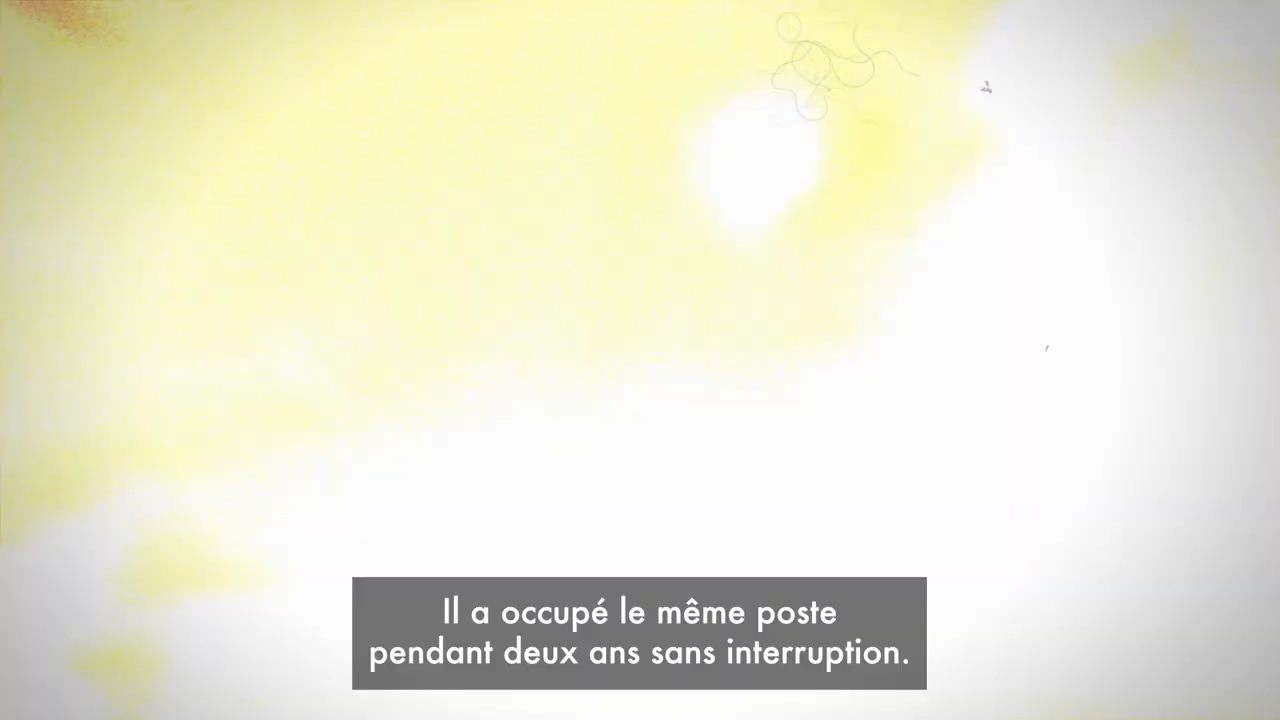 Il a occupé le même poste
pendant deux ans sans interruption.